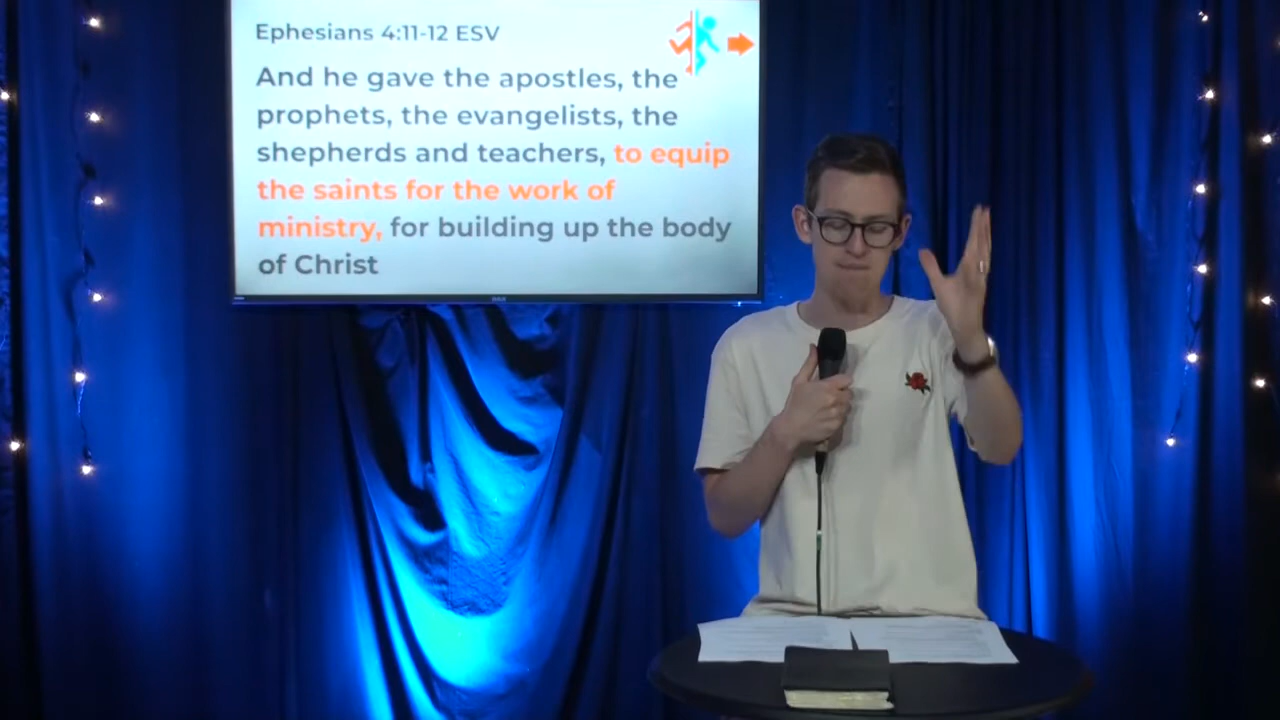 Ephesians 4:11-12 ESV
And he gave the apostles, the
prophets, the evangelists, the
shepherds and teachers, to equip
the saints for the work of
ministry, for building up the body
of Christ